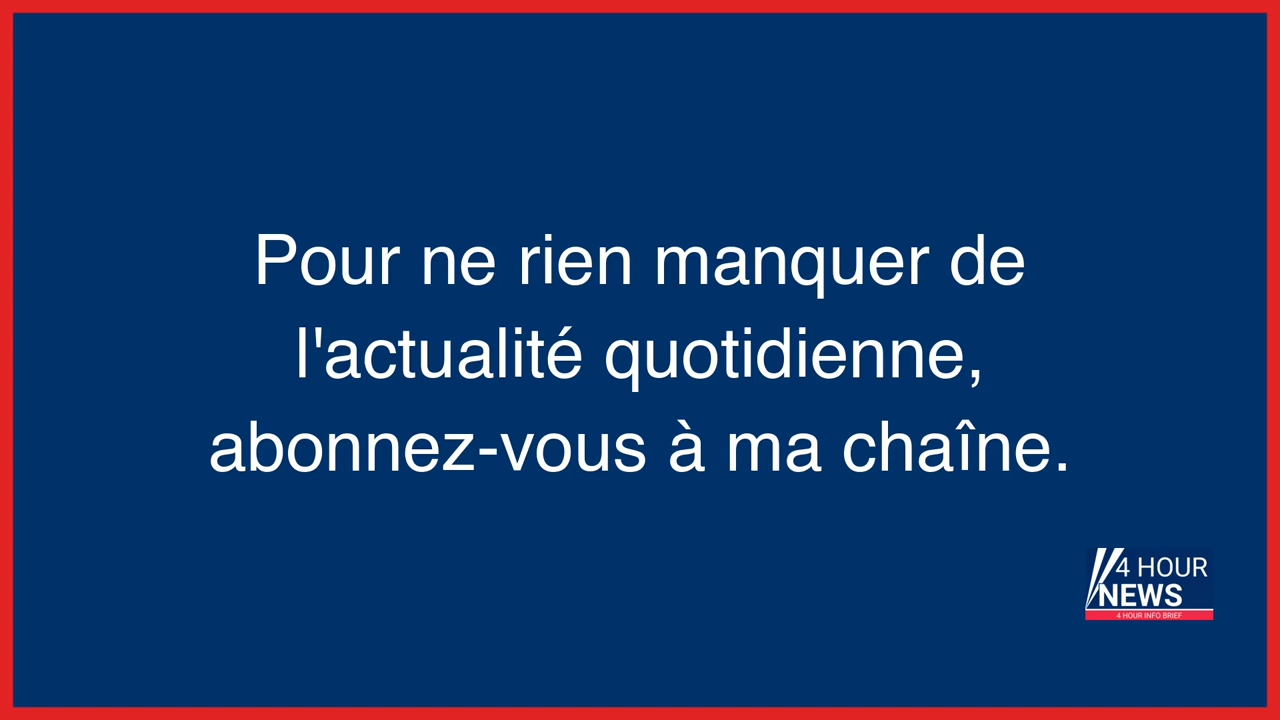 Pour ne rien manquer de
l'actualité quotidienne,
abonnez-vous à ma chaîne.
4 HOUR
NEWS
4 HOUR INFO BRIEF